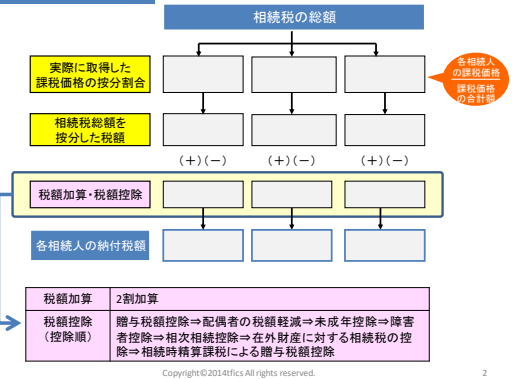 相続税の総額
実際に取得した
課税価格の按分割合
各相続人
の課税価格
課税価格
の合計額
相続税総額を
按分した税額
(+)(-)
(+)(-)
(+)(-)
税額加算・税額控除
各相続人の納付税額
税額加算
2割加算
税額控除
(控除順)
贈与税額控除⇒配偶者の税額軽減⇒未成年控除⇒障害
者控除⇒相次相続控除⇒在外財産に対する相続税の控
除⇒相続時精算課税による贈与税額控除
Copyright©2014tfics All rights reserved.
2